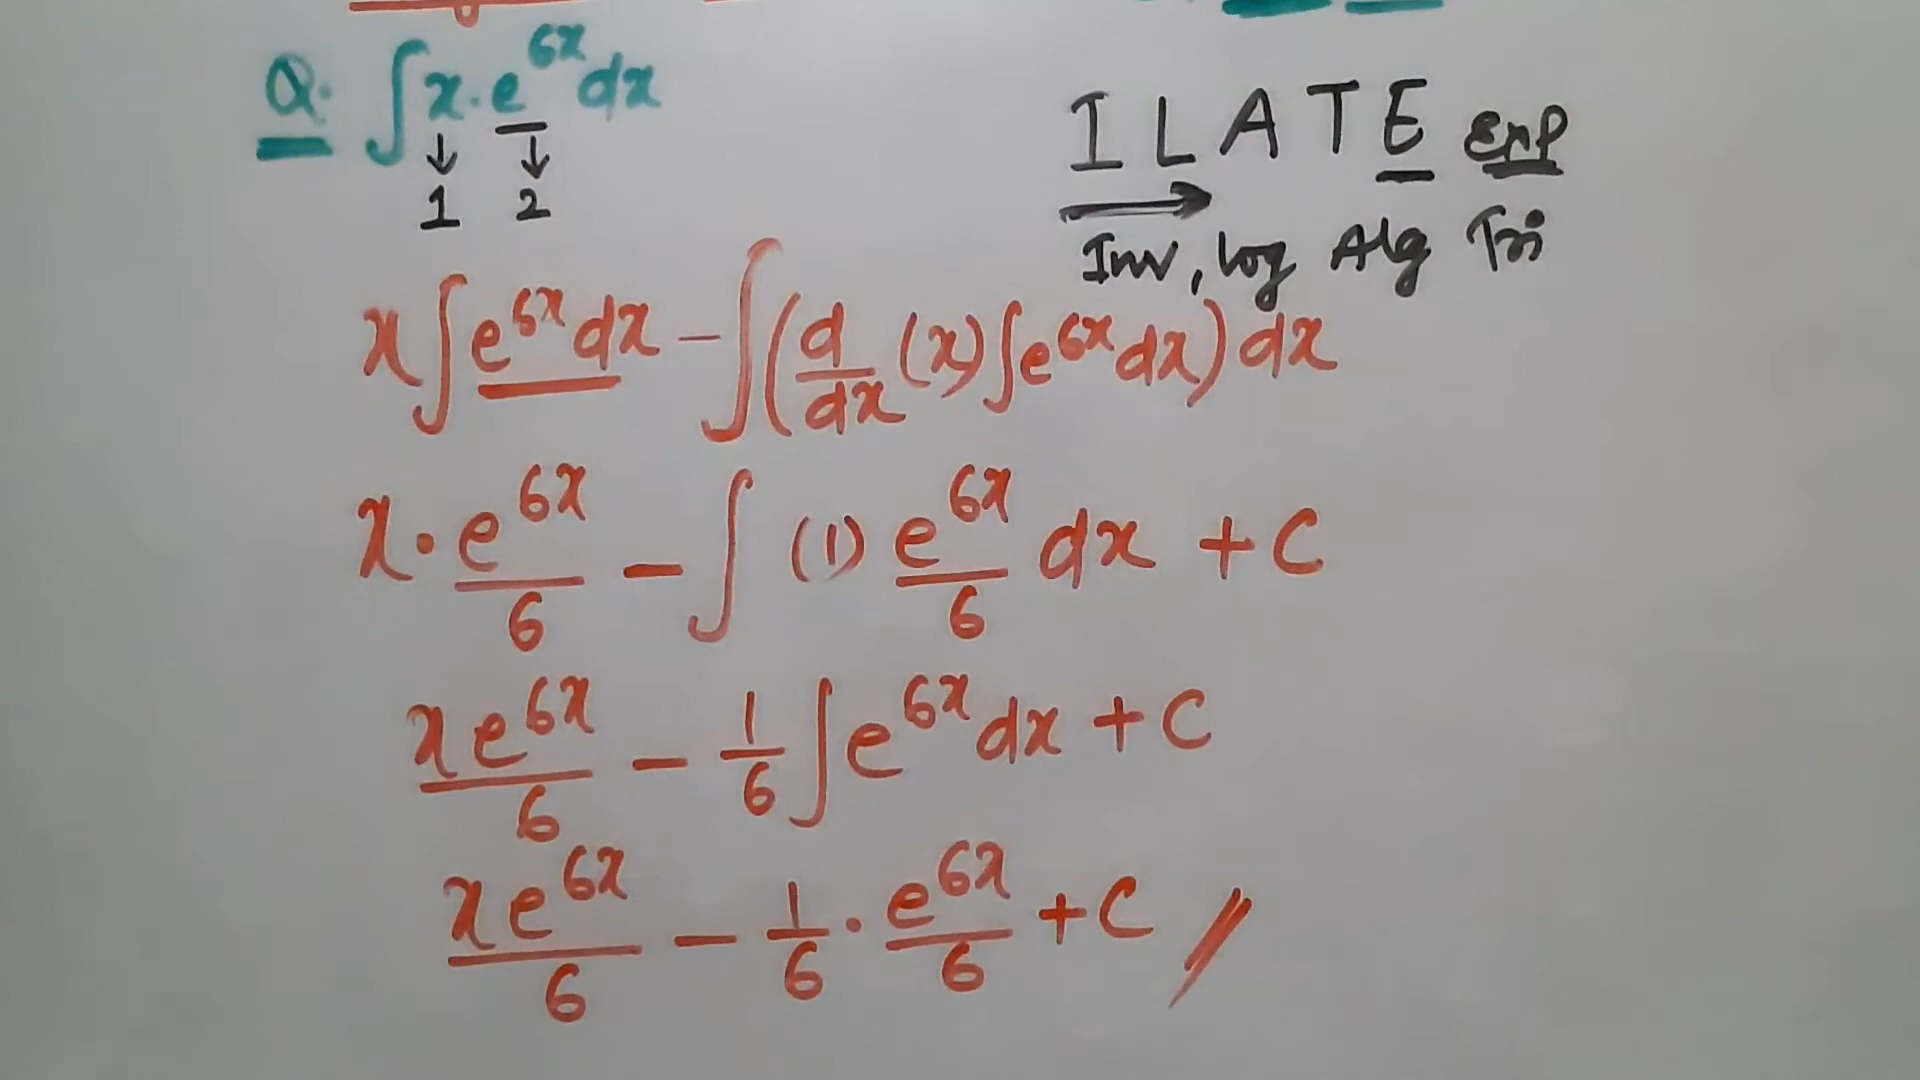 Q. ∫x.e^6x dx
↓ ↓
1 2
I L A T E exp
Inv, log Alg Tri
x∫e^6x dx - ∫(d/dx (x)∫e^6x dx) dx
x . e^6x/6 - ∫ (1) e^6x/6 dx + C
xe^6x/6 - 1/6 ∫e^6x dx + C
xe^6x/6 - 1/6 . e^6x/6 + C //